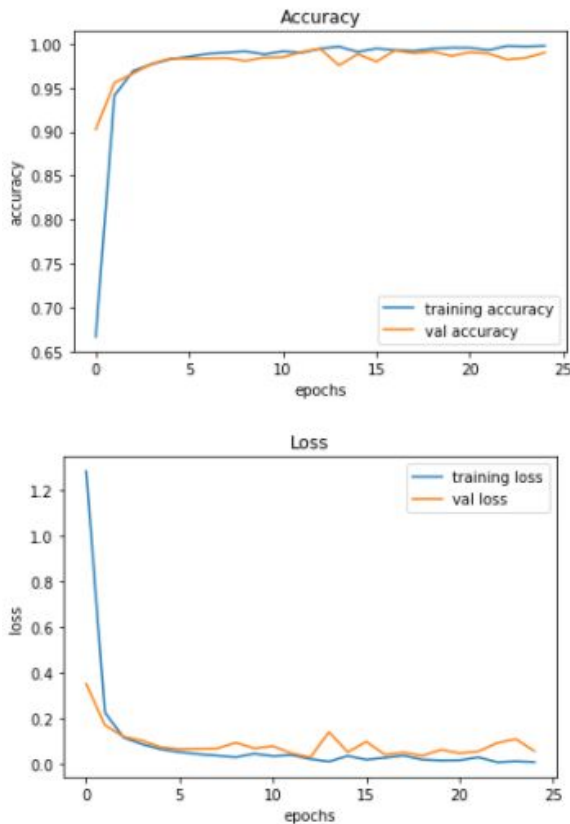 Accuracy
1.00
0.95
0.90
0.85
0.80
0.75
0.70
0.65
accuracy
training accuracy
val accuracy
0 5 10 15 20 25
epochs
Loss
1.2
1.0
0.8
0.6
0.4
0.2
0.0
loss
training loss
val loss
0 5 10 15 20 25
epochs